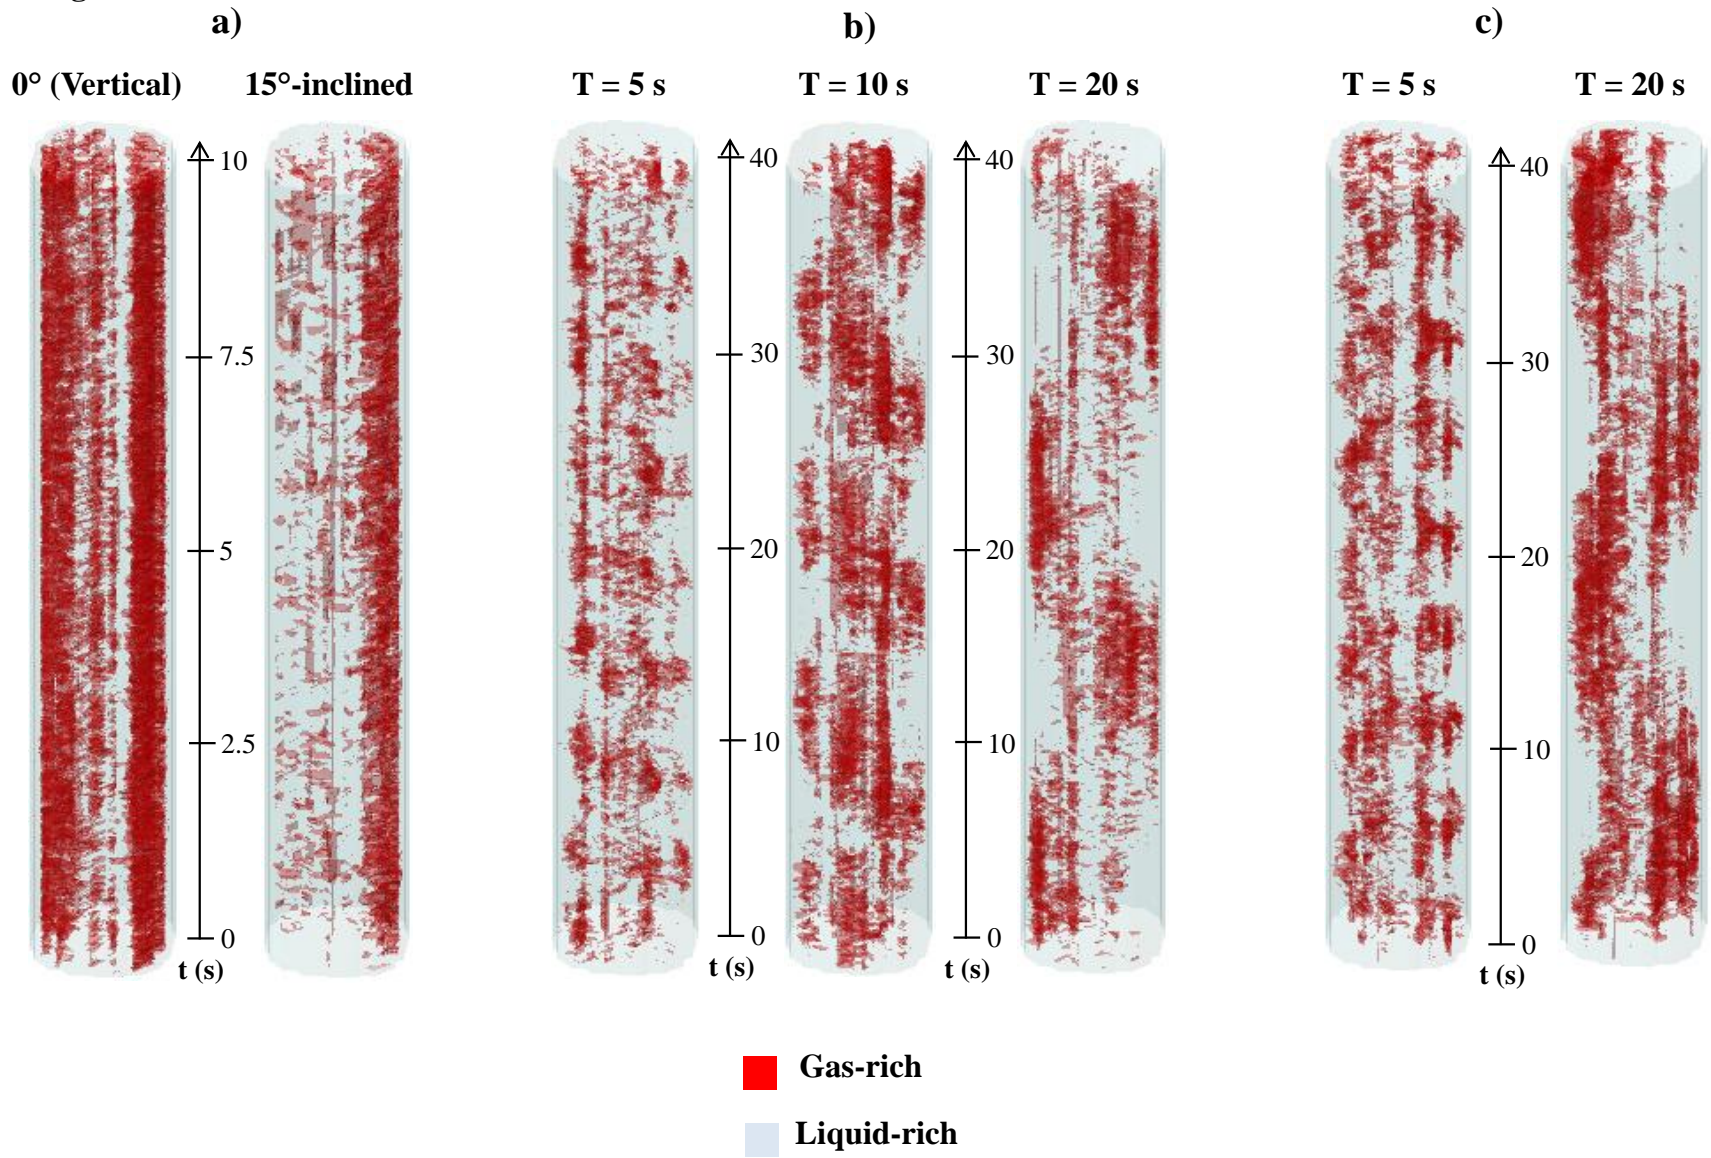 a)
b)
c)
0° (Vertical)
15°-inclined
T = 5 s
T = 10 s
T = 20 s
T = 5 s
T = 20 s
10
7.5
5
2.5
0
t (s)
40
30
20
10
0
t (s)
40
30
20
10
0
t (s)
40
30
20
10
0
t (s)
Gas-rich
Liquid-rich